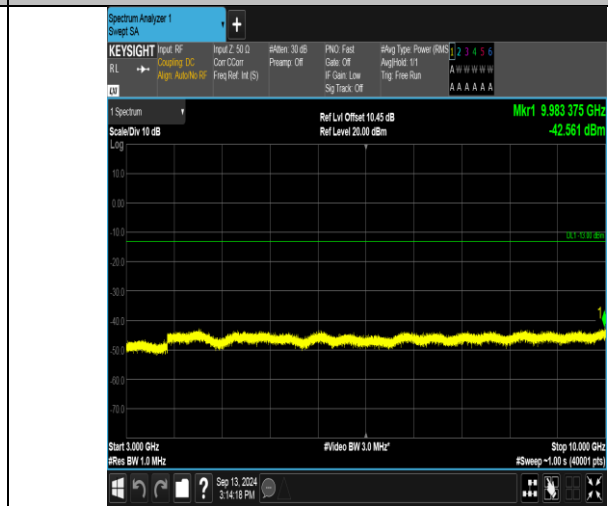 Spectrum Analyzer 1
Swept SA
+
KEYSIGHT Input: RF Input Z: 50 Ω #Atten: 30 dB PNO: Fast #Avg Type: Power (RMS 1 2 3 4 5 6
RL Coupling: DC Corr CCorr Preamp: Off Gate: Off Avg|Hold: 1/1 A W W W W W
Align: Auto/No RF Freq Ref: Int (S) IF Gain: Low Trig: Free Run
Sig Track: Off A A A A A A
LXI
1 Spectrum Ref Lvl Offset 10.45 dB Mkr1 9.983 375 GHz
Scale/Div 10 dB Ref Level 20.00 dBm -42.561 dBm
Log
10.0
0.00
-10.0
DL1 -13.00 dBm
-20.0
-30.0
-40.0
1
-50.0
-60.0
-70.0
Start 3.000 GHz #Video BW 3.0 MHz* Stop 10.000 GHz
#Res BW 1.0 MHz #Sweep ~1.00 s (40001 pts)
? Sep 13, 2024
3:14:18 PM